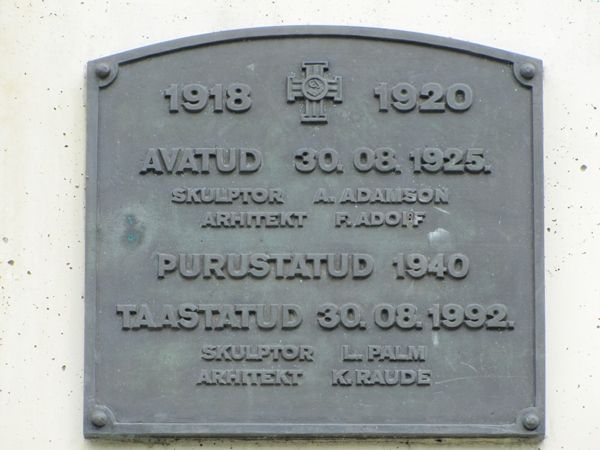 1918 1920
AVATUD 30. 08. 1925.
SKULPTOR A. ADAMSON
ARHITEKT F. ADOFF
PURUSTATUD 1940
TAASTATUD 30. 08. 1992.
SKULPTOR L. PALM
ARHITEKT K. RAUDE